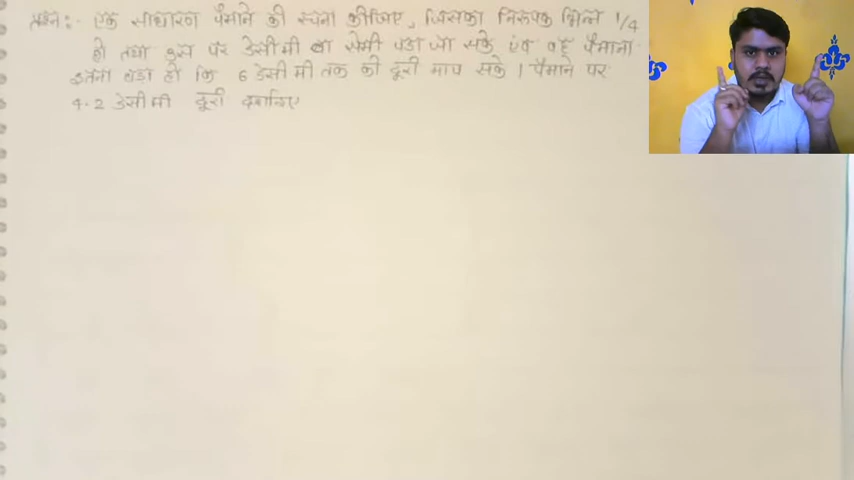 प्रश्न:- एक साधारण पैमाने की रचना कीजिए, जिसका निरूपक भिन्न 1/4
हो तथा इस पर डेसीमी वा सेमी पढ़ा जा सके एंव वह पैमाना
इतना बड़ा हो कि 6 डेसीमी तक की दूरी माप सके। पैमाने पर
4.2 डेसीमी दूरी दर्शाइए